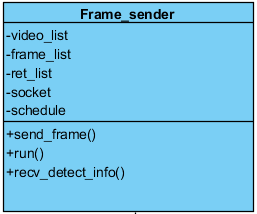 Frame_sender
-video_list
-frame_list
-ret_list
-socket
-schedule
+send_frame()
+run()
+recv_detect_info()